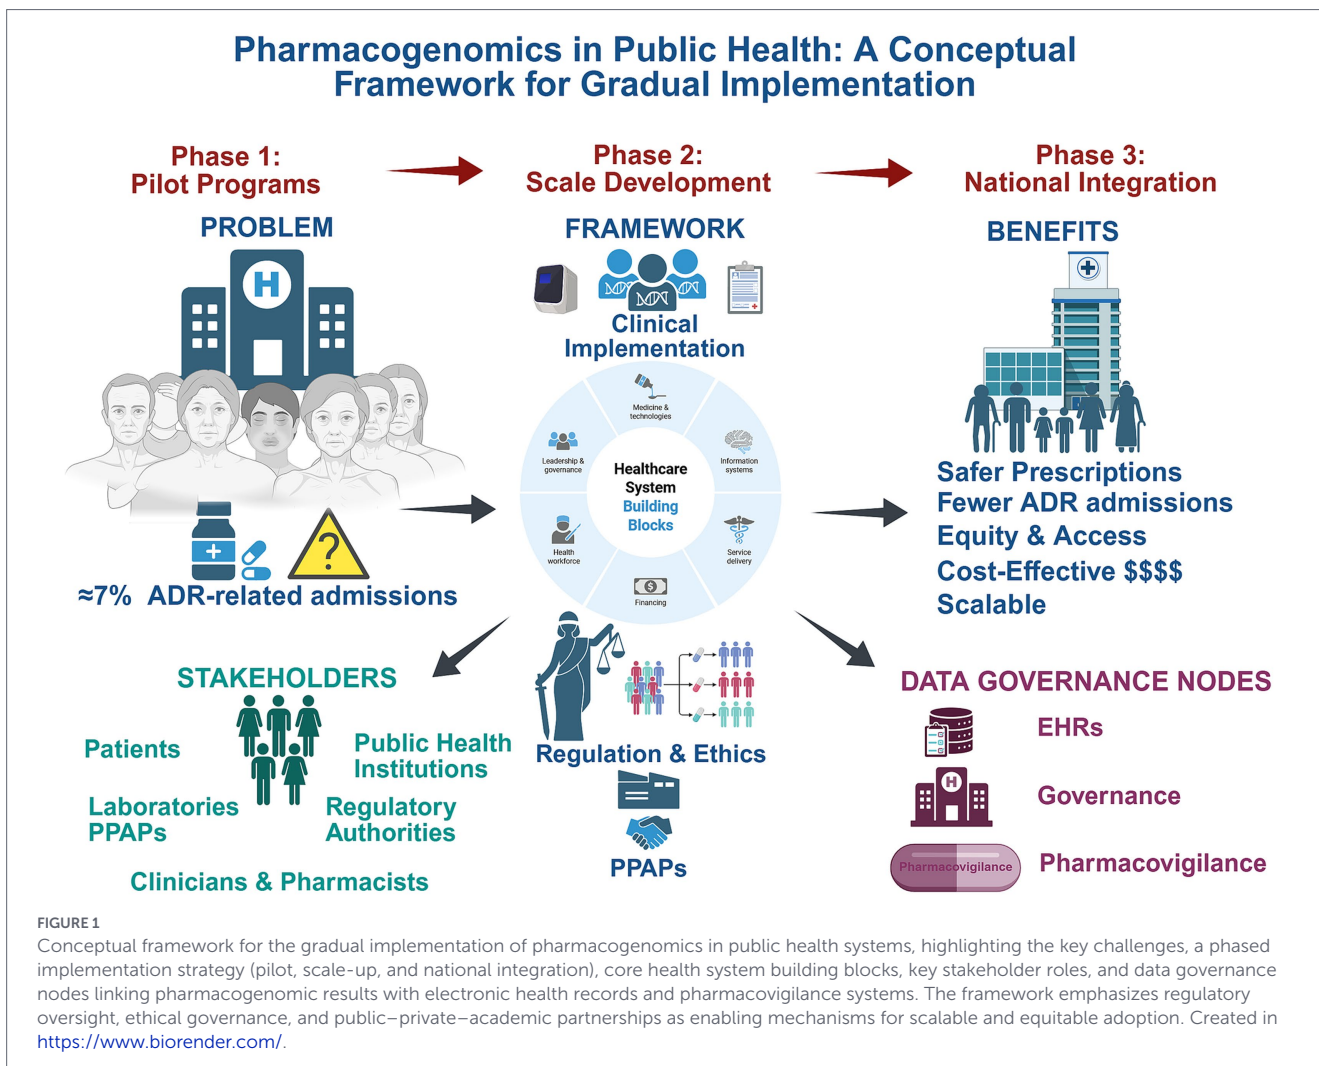 Pharmacogenomics in Public Health: A Conceptual
Framework for Gradual Implementation
Phase 1:
Pilot Programs
Phase 2:
Scale Development
Phase 3:
National Integration
PROBLEM
H
≈7% ADR-related admissions
FRAMEWORK
Clinical
Implementation
Medicine &
technologies
Leadership &
governance
Information
systems
Healthcare
System
Building
Blocks
Health
workforce
Service
delivery
$
Financing
Regulation & Ethics
PPAPs
BENEFITS
Safer Prescriptions
Fewer ADR admissions
Equity & Access
Cost-Effective $$$$
Scalable
?
STAKEHOLDERS
Patients
Public Health
Institutions
Laboratories
PPAPs
Regulatory
Authorities
Clinicians & Pharmacists
DATA GOVERNANCE NODES
EHRs
H
Governance
Pharmacovigilance
Pharmacovigilance
FIGURE 1
Conceptual framework for the gradual implementation of pharmacogenomics in public health systems, highlighting the key challenges, a phased
implementation strategy (pilot, scale-up, and national integration), core health system building blocks, key stakeholder roles, and data governance
nodes linking pharmacogenomic results with electronic health records and pharmacovigilance systems. The framework emphasizes regulatory
oversight, ethical governance, and public–private–academic partnerships as enabling mechanisms for scalable and equitable adoption. Created in
https://www.biorender.com/.